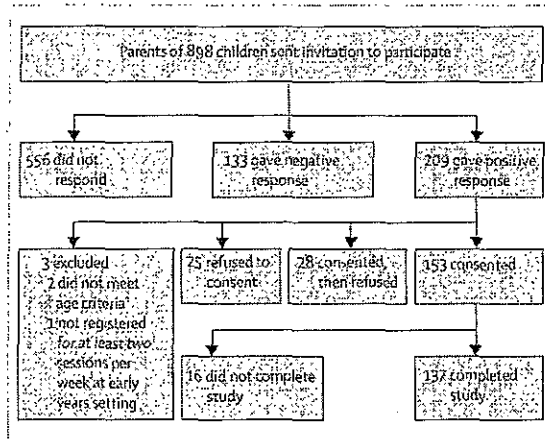 Parents of 898 children sent invitation to participate
556 did not
respond
133 gave negative
response
209 gave positive
response
3 excluded
2 did not meet
age criteria
1 not registered
for at least two
sessions per
week at early
years setting
25 refused to
consent
28 consented,
then refused
153 consented
16 did not complete
study
137 completed
study